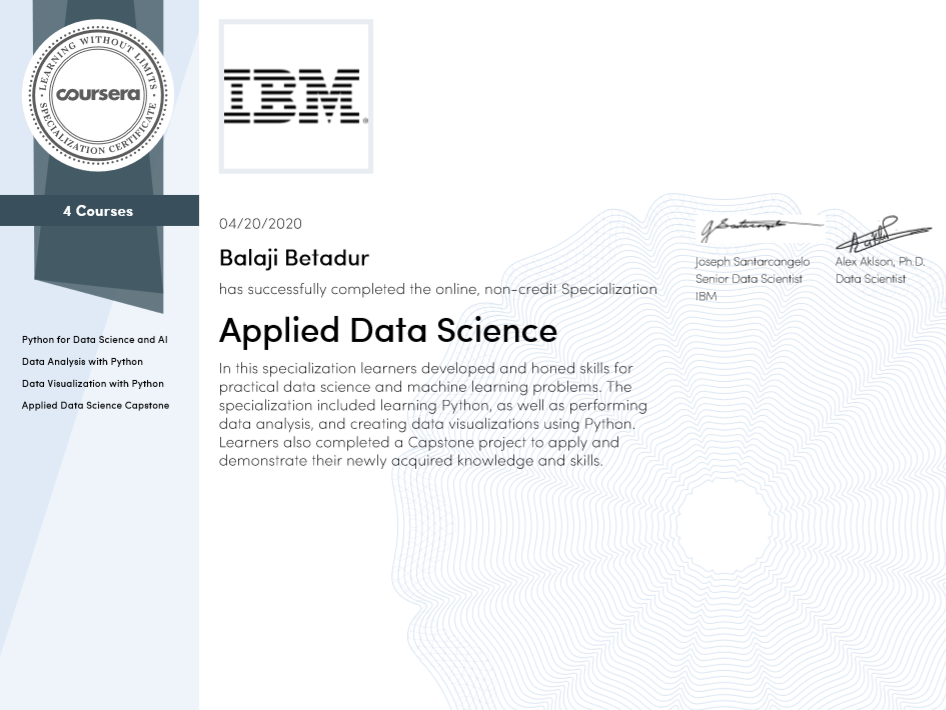 LEARNING WITHOUT LIMITS
coursera
SPECIALIZATION CERTIFICATE
IBM
4 Courses
Python for Data Science and AI
Data Analysis with Python
Data Visualization with Python
Applied Data Science Capstone
04/20/2020
Balaji Betadur
has successfully completed the online, non-credit Specialization
Applied Data Science
In this specialization learners developed and honed skills for
practical data science and machine learning problems. The
specialization included learning Python, as well as performing
data analysis, and creating data visualizations using Python.
Learners also completed a Capstone project to apply and
demonstrate their newly acquired knowledge and skills.
Joseph Santarcangelo
Senior Data Scientist
IBM
Alex Aklson, Ph.D.
Data Scientist